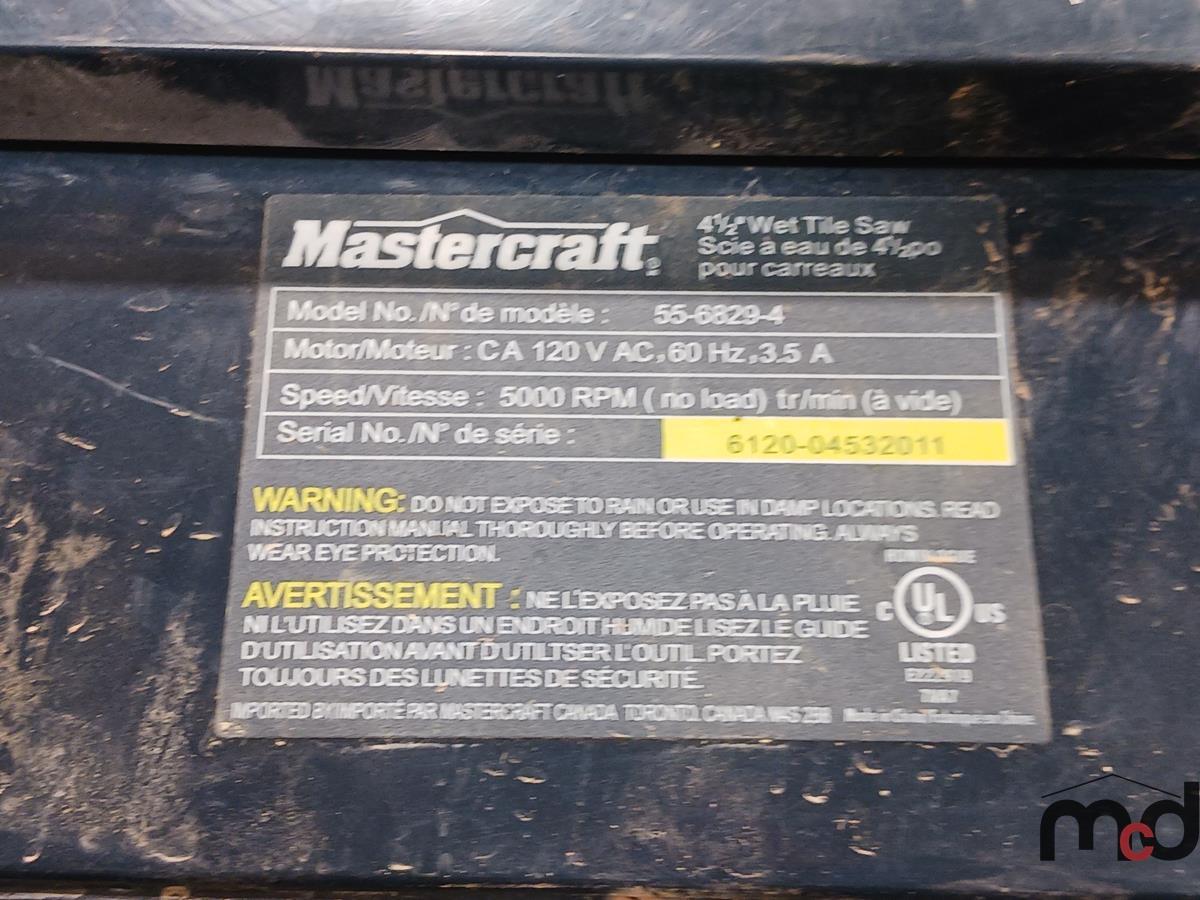 Mastercraft
4½" Wet Tile Saw
Scie à eau de 4½po
pour carreaux
Model No./N° de modèle : 55-6829-4
Motor/Moteur : CA 120 V AC, 60 Hz, 3.5 A
Speed/Vitesse : 5000 RPM ( no load) tr/min (à vide)
Serial No./N° de série : 6120-04532011
WARNING: DO NOT EXPOSE TO RAIN OR USE IN DAMP LOCATIONS. READ
INSTRUCTION MANUAL THOROUGHLY BEFORE OPERATING. ALWAYS
WEAR EYE PROTECTION.
AVERTISSEMENT : NE L'EXPOSEZ PAS À LA PLUIE
NI L'UTILISEZ DANS UN ENDROIT HUMIDE LISEZ LE GUIDE
D'UTILISATION AVANT D'UTILTSER L'OUTIL. PORTEZ
TOUJOURS DES LUNETTES DE SÉCURITÉ.
C UL US
LISTED
IMPORTED BY/IMPORTÉ PAR MASTERCRAFT CANADA TORONTO, CANADA
mcd